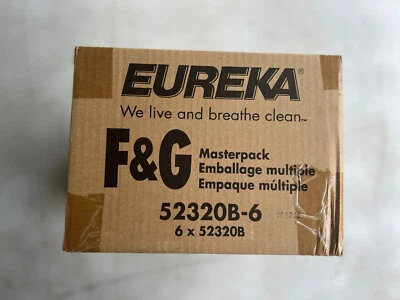 EUREKA®
We live and breathe clean™
F&G
Masterpack
Emballage multiple
Empaque múltiple
52320B-6
6 x 52320B